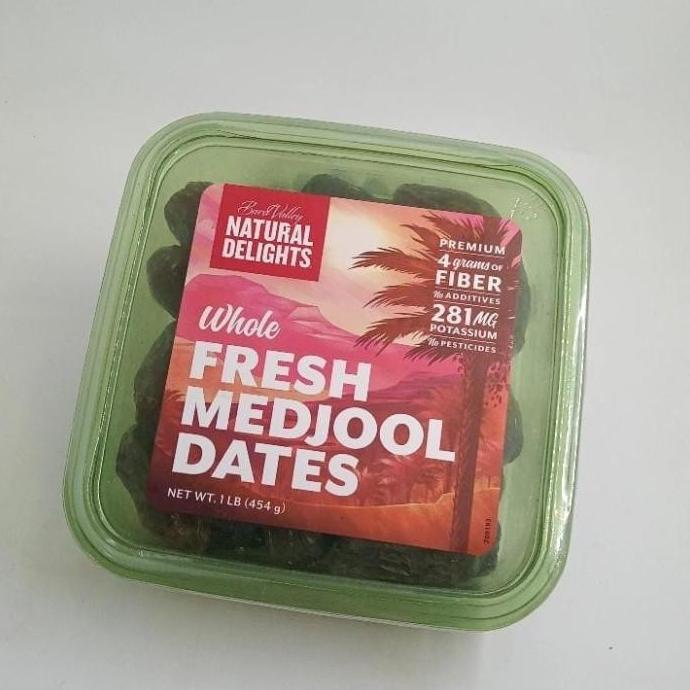 Bard Valley
NATURAL
DELIGHTS
PREMIUM
4 grams OF
FIBER
No ADDITIVES
281MG
POTASSIUM
No PESTICIDES
Whole
FRESH
MEDJOOL
DATES
NET WT. 1 LB (454 g)